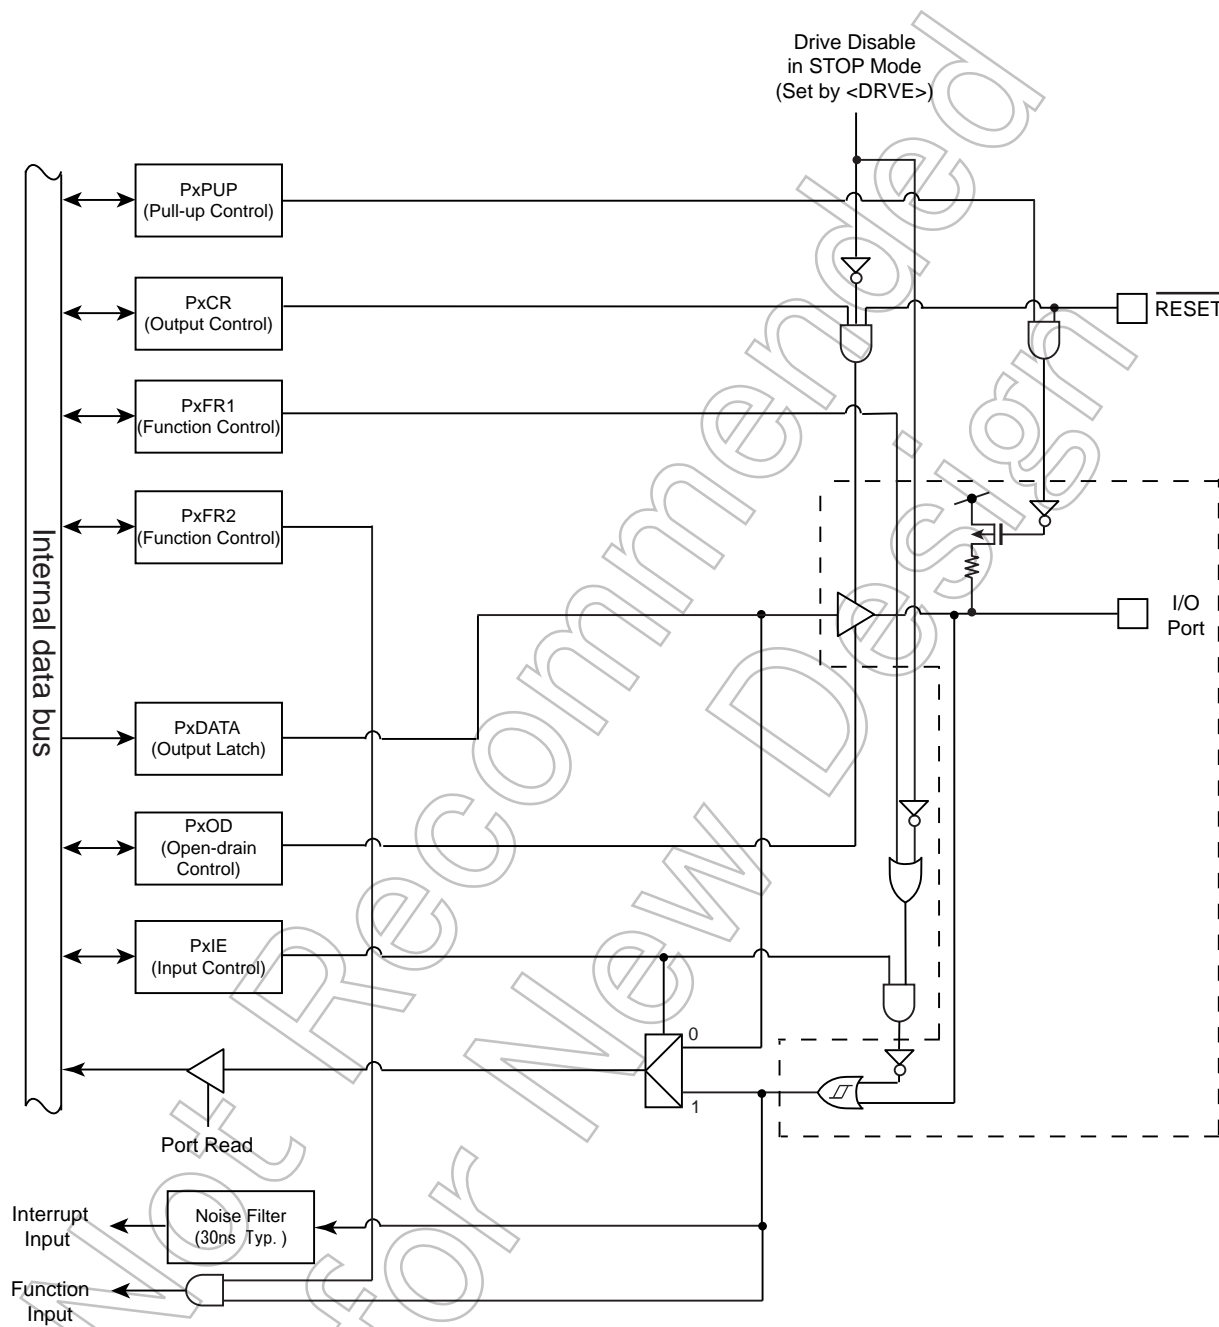 Drive Disable
in STOP Mode
(Set by <DRVE>)
PxPUP
(Pull-up Control)
PxCR
(Output Control)
RESET
PxFR1
(Function Control)
PxFR2
(Function Control)
Internal data bus
I/O
Port
PxDATA
(Output Latch)
PxOD
(Open-drain
Control)
PxIE
(Input Control)
0
1
Port Read
Interrupt
Input
Noise Filter
(30ns Typ.)
Function
Input
Not Recommended
for New Design